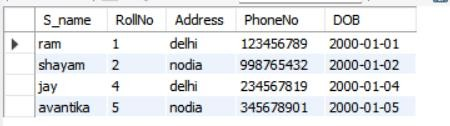 S_name RollNo Address PhoneNo DOB
ram 1 delhi 123456789 2000-01-01
shayam 2 nodia 998765432 2000-01-02
jay 4 delhi 234567819 2000-01-04
avantika 5 nodia 345678901 2000-01-05